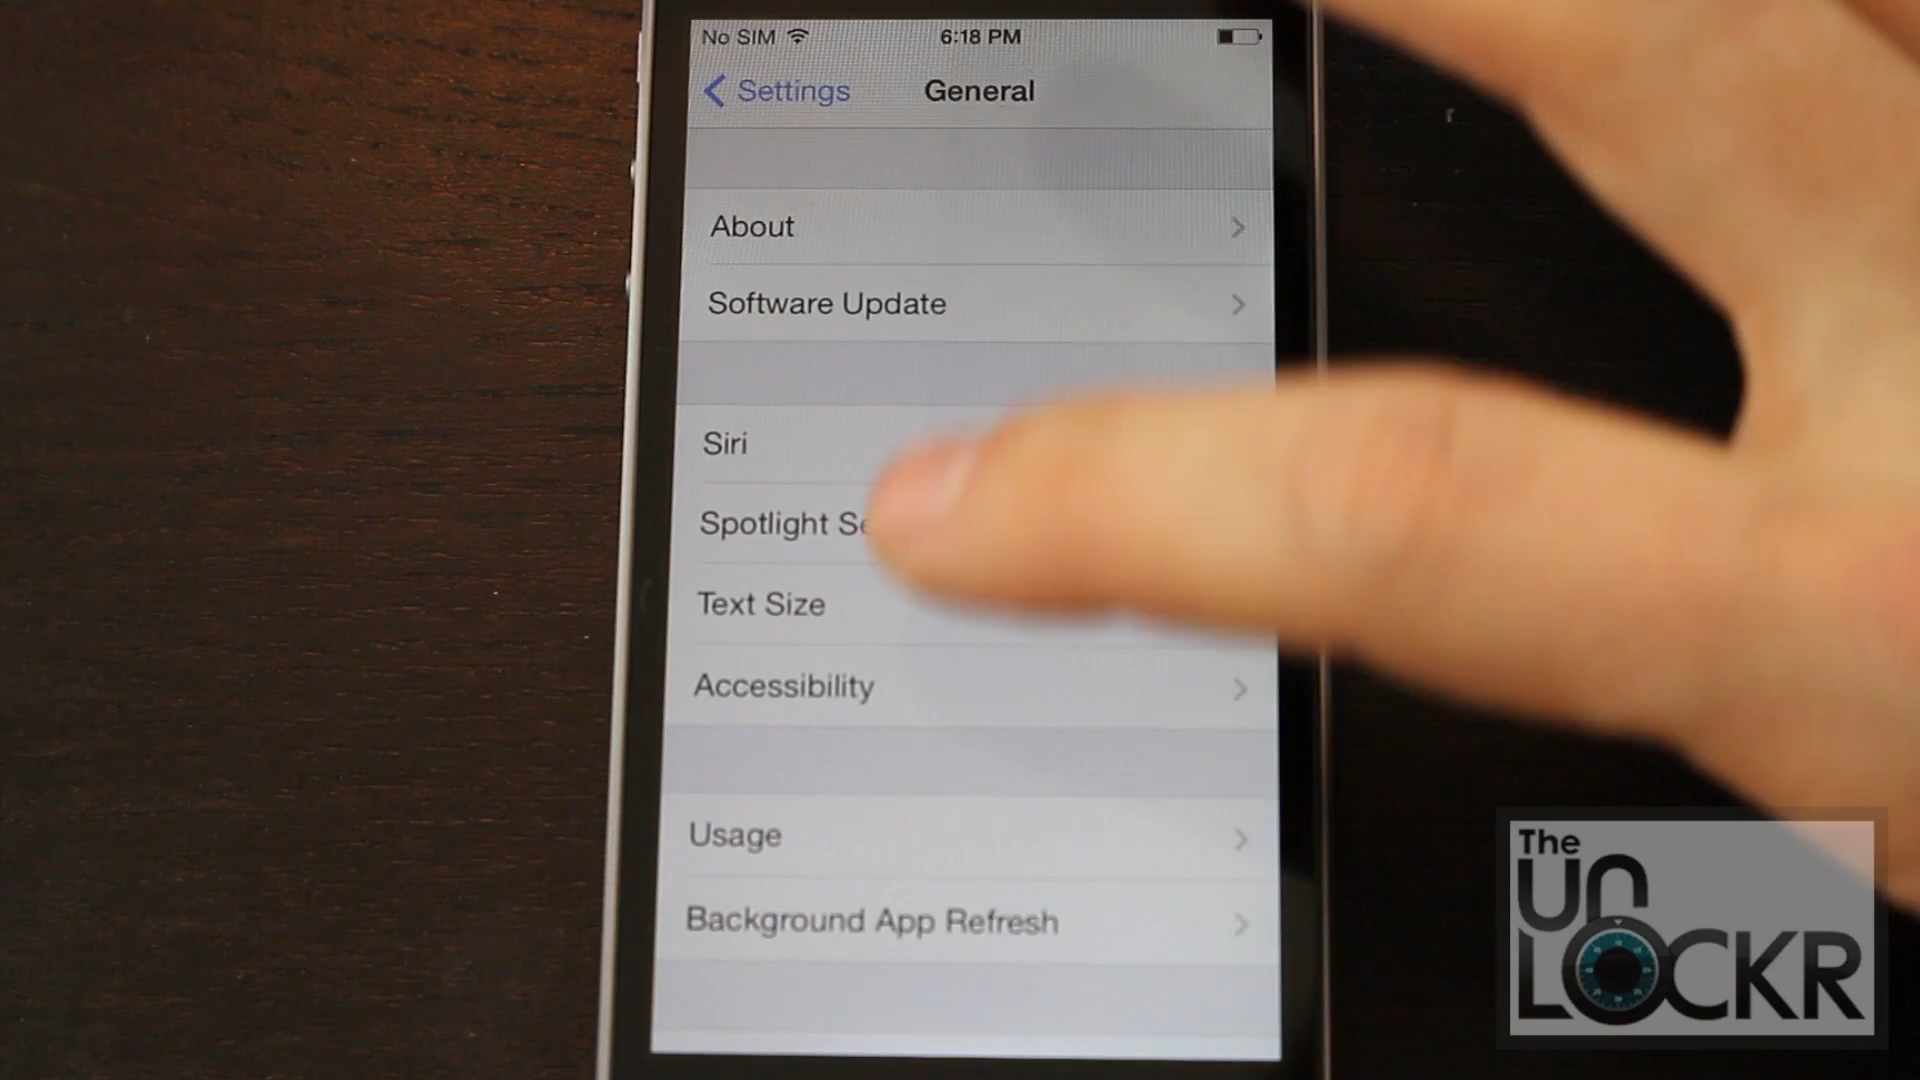 No SIM 6:18 PM
Settings General
About
Software Update
Siri
Spotlight
Text Size
Accessibility
Usage
Background App Refresh
The
UN
LOCKR